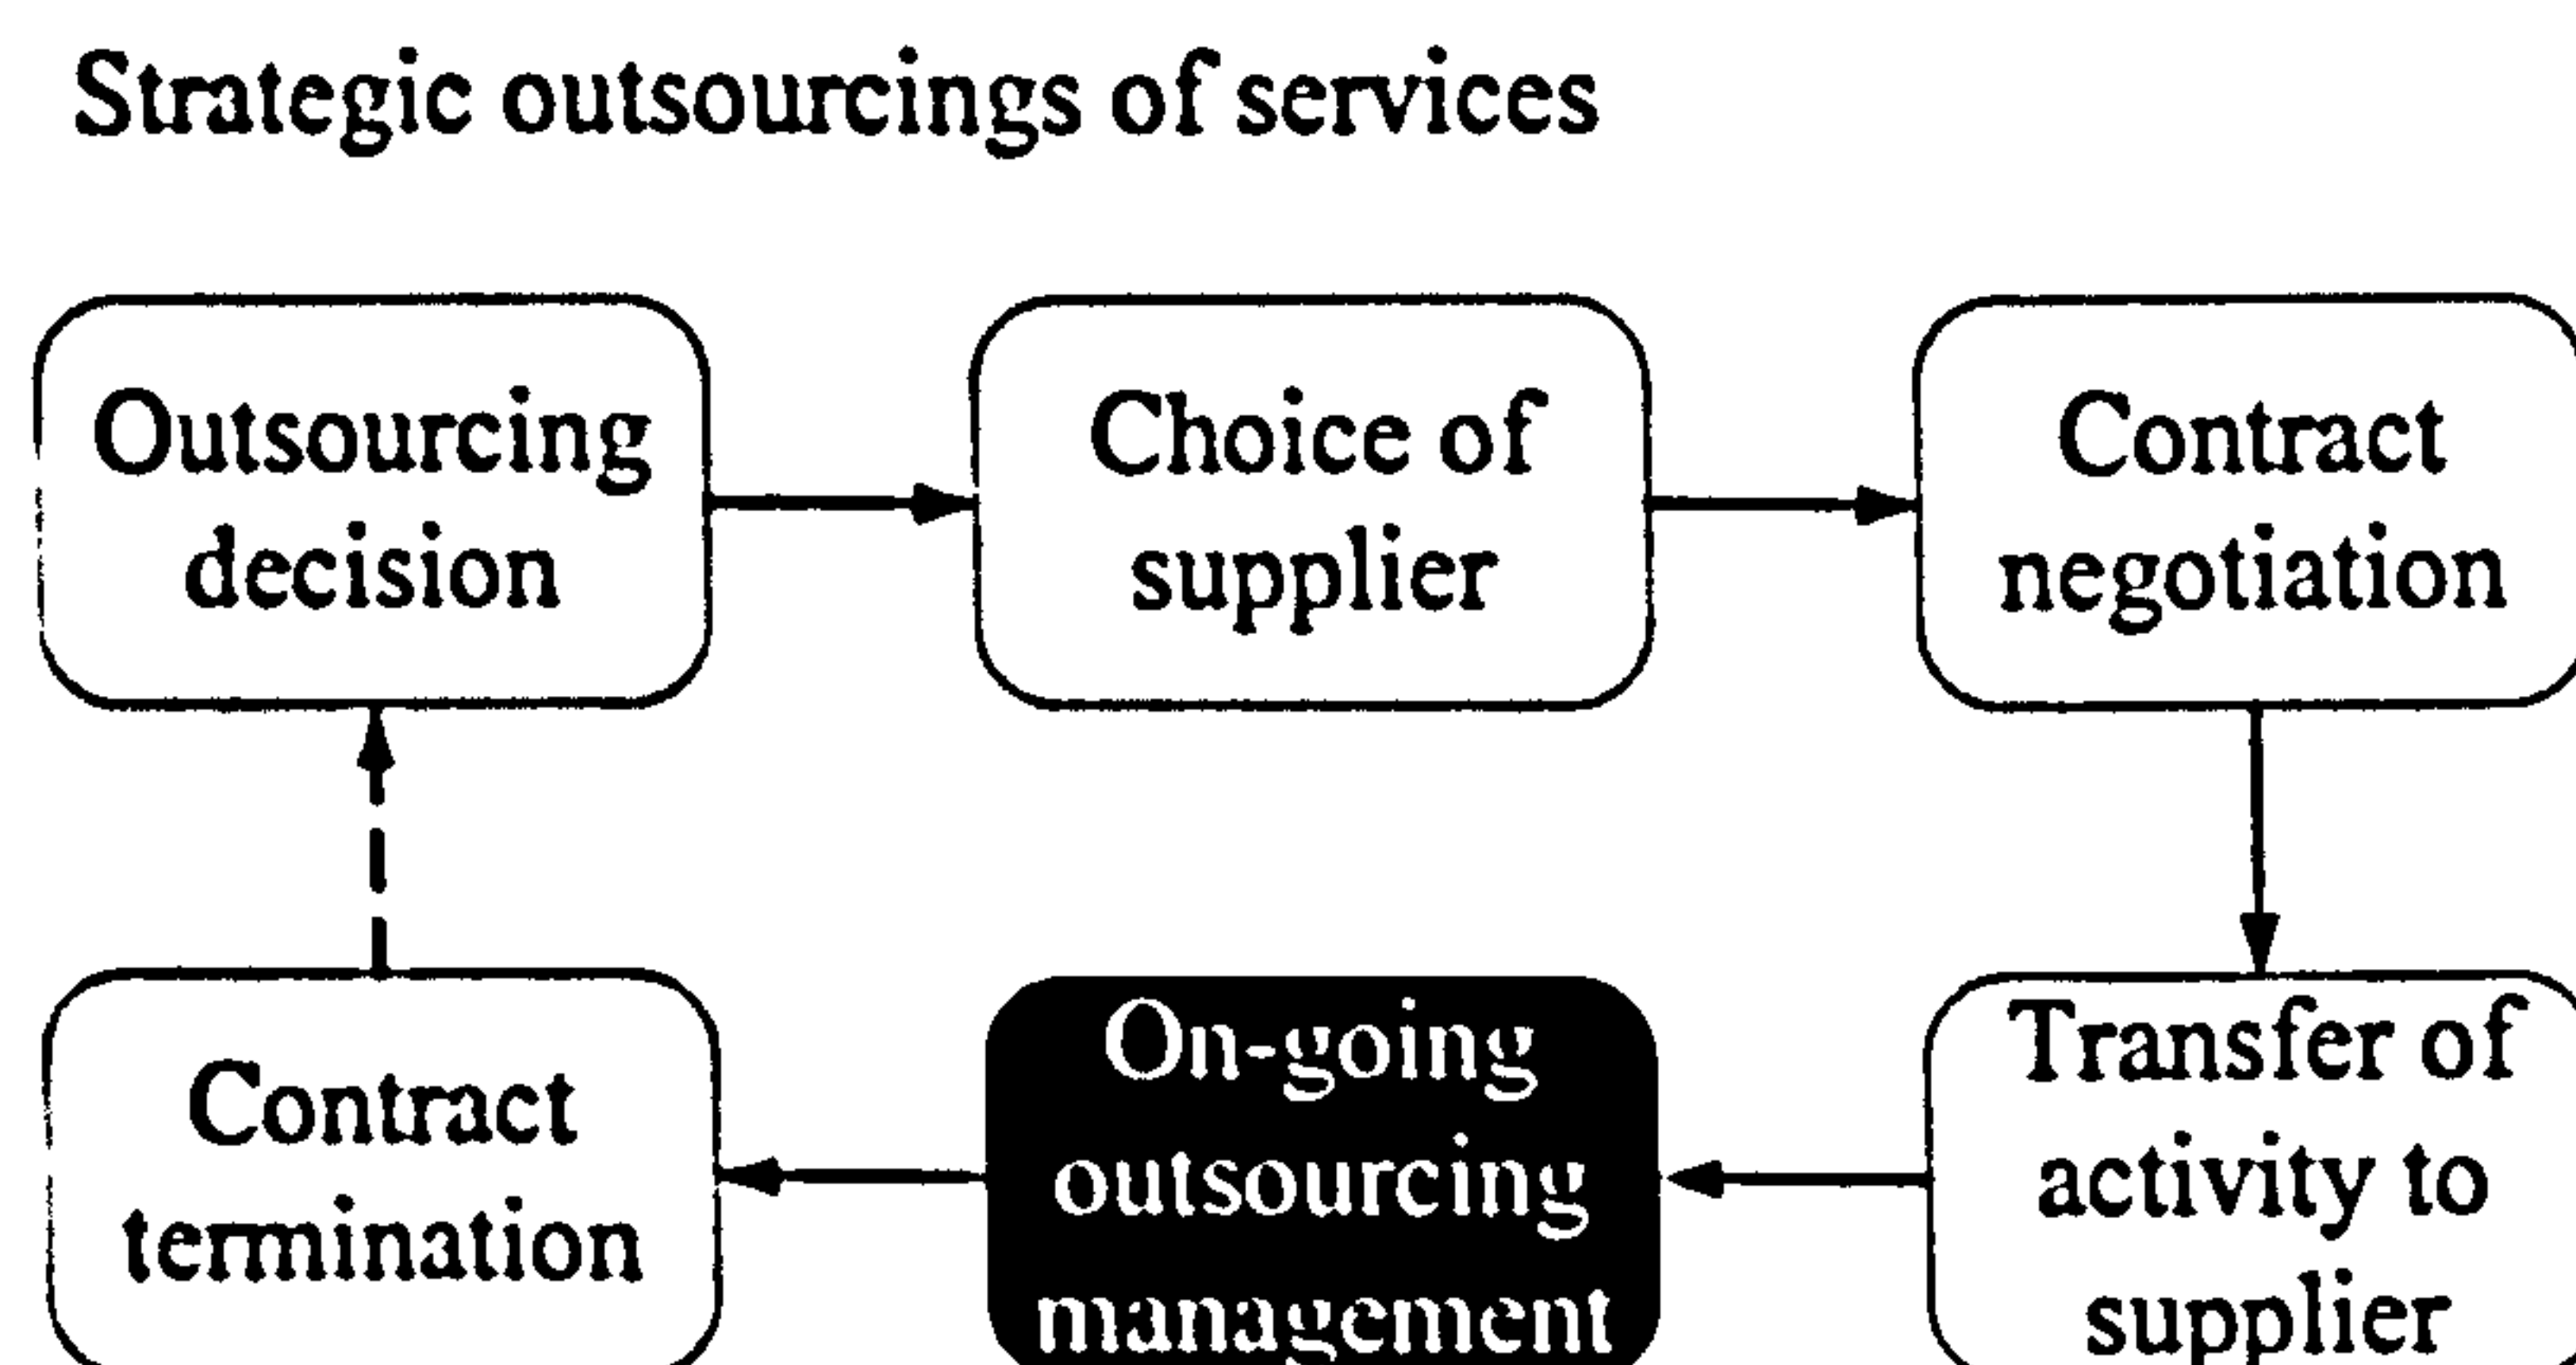 Strategic outsourcings of services
Outsourcing
decision
Choice of
supplier
Contract
negotiation
Contract
termination
On-going
outsourcing
management
Transfer of
activity to
supplier